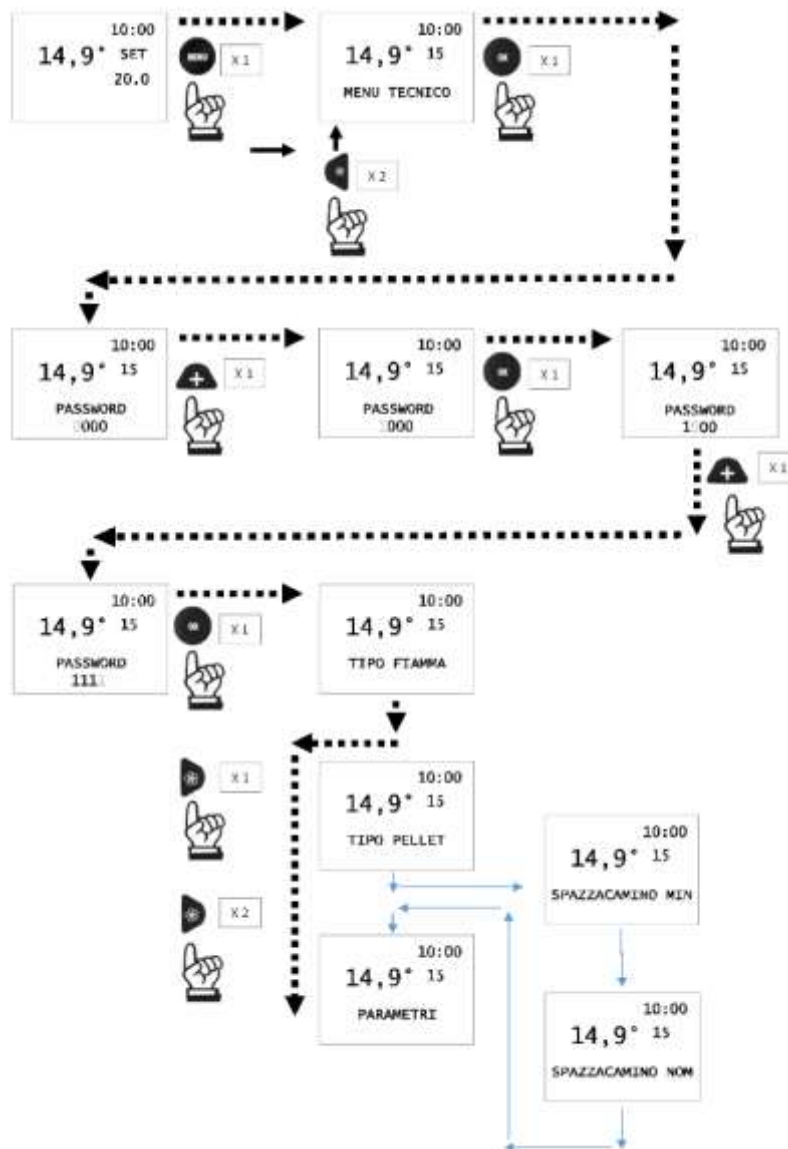 10:00
14,9° SET
20.0
MENU
X 1
10:00
14,9° 15
MENU TECNICO
OK
X 1
X 2
10:00
14,9° 15
PASSWORD
000
X 1
10:00
14,9° 15
PASSWORD
000
OK
X 1
10:00
14,9° 15
PASSWORD
1 00
X 1
10:00
14,9° 15
PASSWORD
111
OK
X 1
10:00
14,9° 15
TIPO FIAMMA
X 1
10:00
14,9° 15
TIPO PELLET
10:00
14,9° 15
SPAZZACAMINO MIN
X 2
10:00
14,9° 15
PARAMETRI
10:00
14,9° 15
SPAZZACAMINO NOM